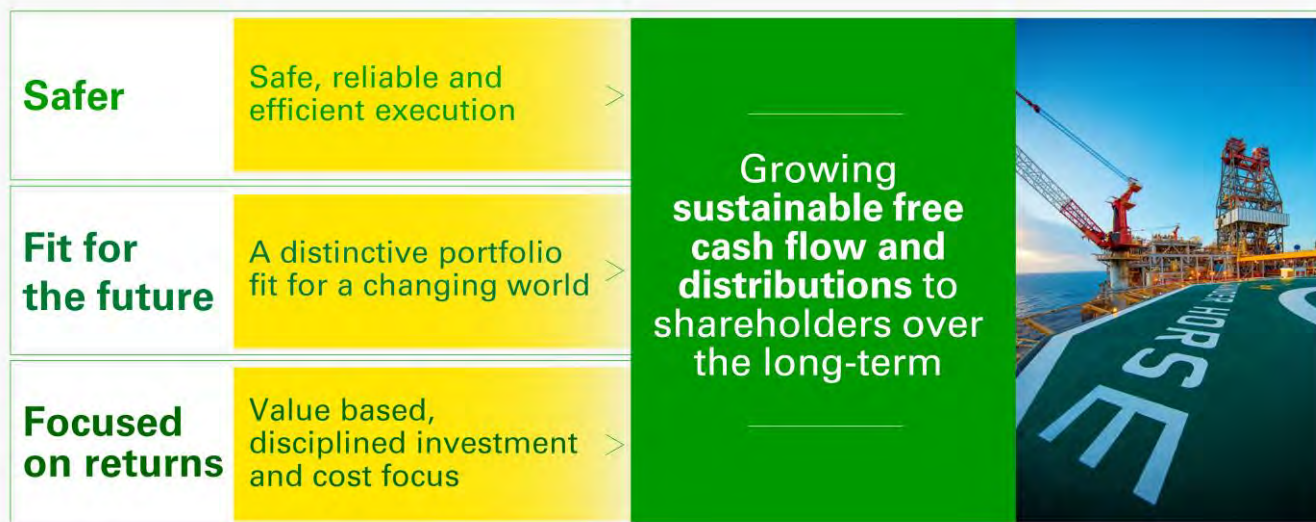 Safer
Safe, reliable and
efficient execution
>
Fit for
the future
A distinctive portfolio
fit for a changing world
>
Focused
on returns
Value based,
disciplined investment
and cost focus
>
Growing
sustainable free
cash flow and
distributions to
shareholders over
the long-term
HORSE